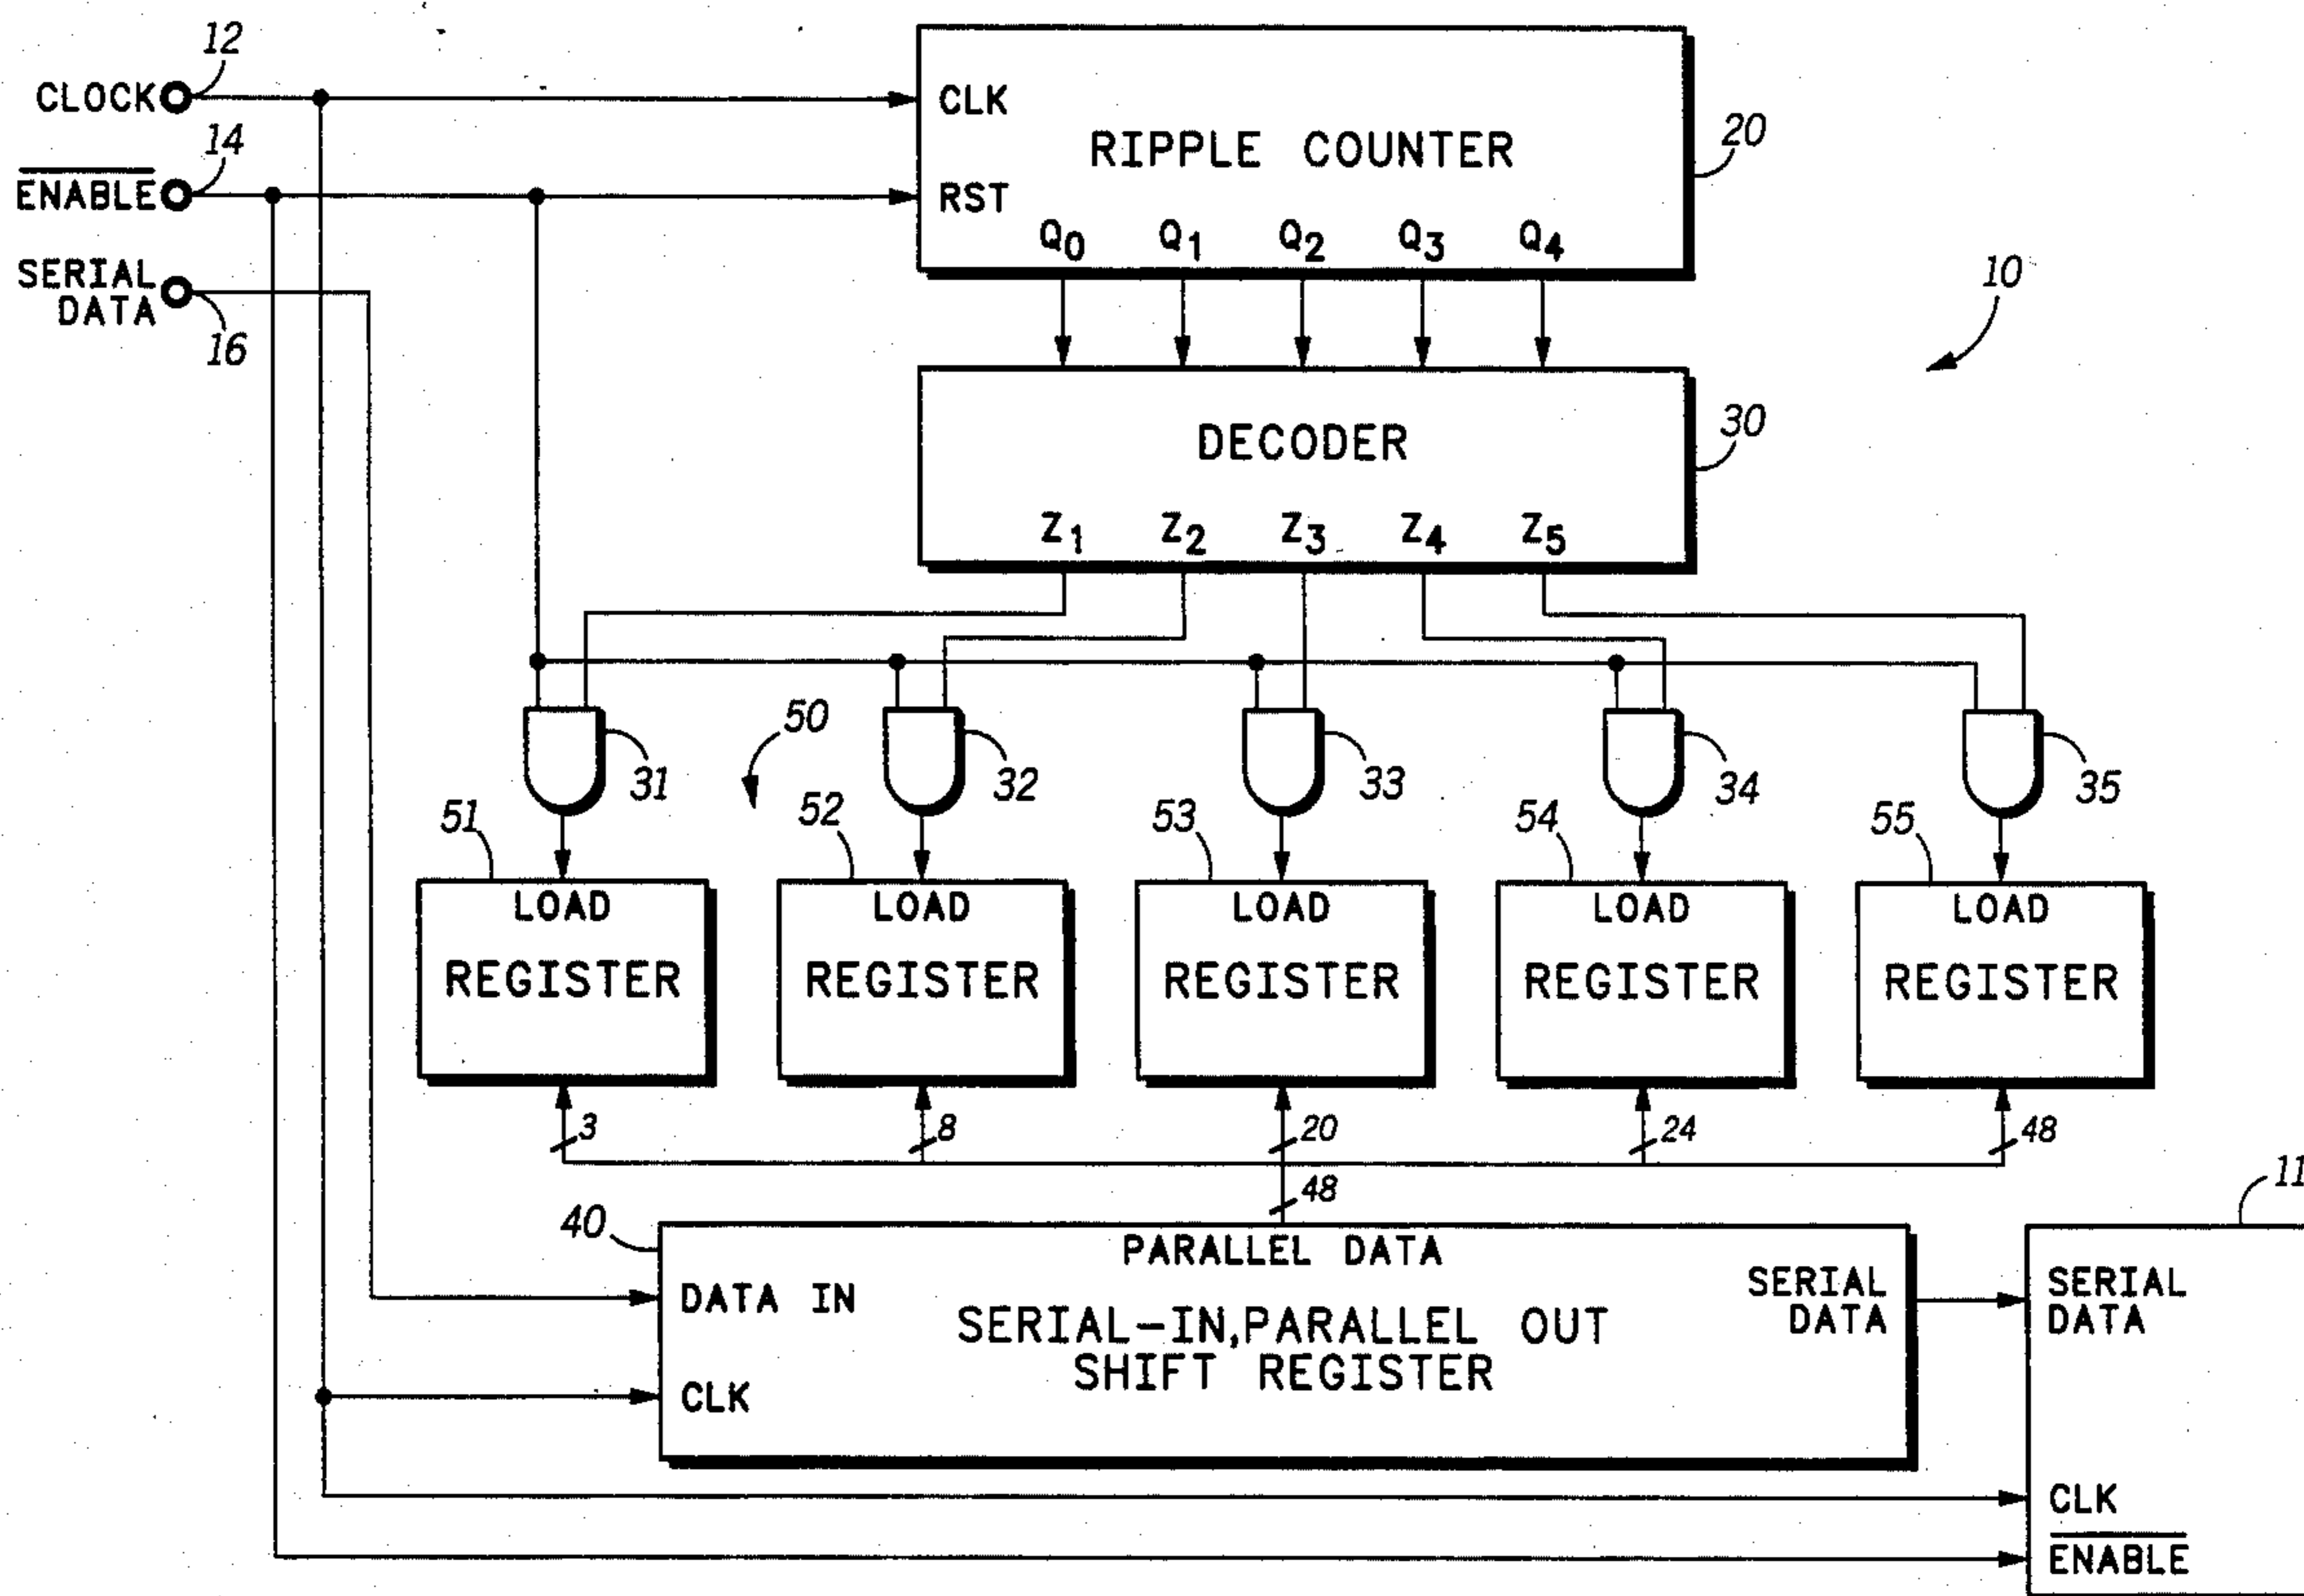 12
CLOCK
CLK
RIPPLE COUNTER
20
14
ENABLE
RST
Q0 Q1 Q2 Q3 Q4
SERIAL
DATA
16
10
DECODER
30
Z1 Z2 Z3 Z4 Z5
50
31 32 33 34 35
51 52 53 54 55
LOAD LOAD LOAD LOAD LOAD
REGISTER REGISTER REGISTER REGISTER REGISTER
3 8 20 24 48
48
11
40
PARALLEL DATA
DATA IN
SERIAL-IN,PARALLEL OUT
SHIFT REGISTER
SERIAL
DATA
SERIAL
DATA
CLK
CLK
ENABLE